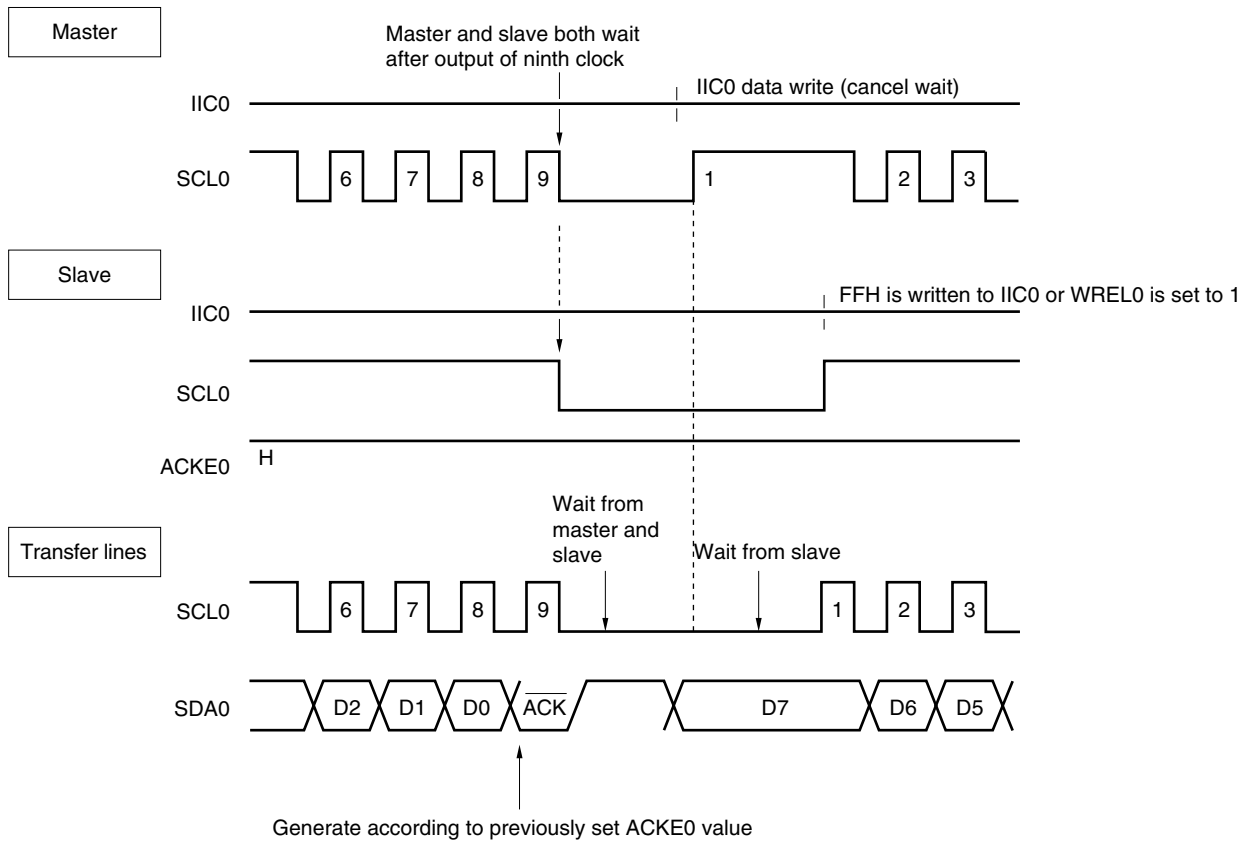 Master
Master and slave both wait
after output of ninth clock
IIC0 data write (cancel wait)
IIC0
SCL0
6 7 8 9 1 2 3
Slave
FFH is written to IIC0 or WREL0 is set to 1
IIC0
SCL0
ACKE0
H
Transfer lines
Wait from
master and
slave
Wait from slave
SCL0
6 7 8 9 1 2 3
SDA0
D2 D1 D0 ACK D7 D6 D5
Generate according to previously set ACKE0 value